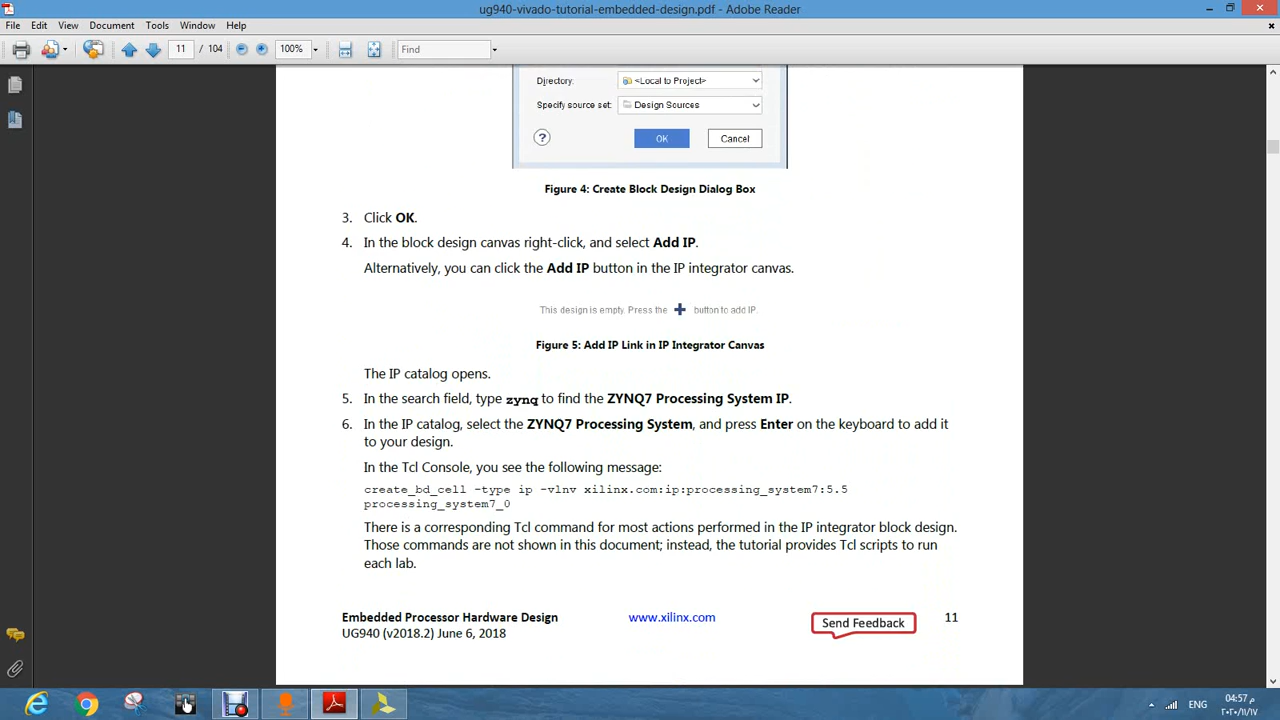 ug940-vivado-tutorial-embedded-design.pdf - Adobe Reader
File Edit View Document Tools Window Help
11 / 104 100% Find
Directory: <Local to Project>
Specify source set: Design Sources
? OK Cancel
Figure 4: Create Block Design Dialog Box
3. Click OK.
4. In the block design canvas right-click, and select Add IP.
Alternatively, you can click the Add IP button in the IP integrator canvas.
This design is empty. Press the + button to add IP.
Figure 5: Add IP Link in IP Integrator Canvas
The IP catalog opens.
5. In the search field, type zynq to find the ZYNQ7 Processing System IP.
6. In the IP catalog, select the ZYNQ7 Processing System, and press Enter on the keyboard to add it
to your design.
In the Tcl Console, you see the following message:
create_bd_cell -type ip -vlnv xilinx.com:ip:processing_system7:5.5
processing_system7_0
There is a corresponding Tcl command for most actions performed in the IP integrator block design.
Those commands are not shown in this document; instead, the tutorial provides Tcl scripts to run
each lab.
Embedded Processor Hardware Design www.xilinx.com Send Feedback 11
UG940 (v2018.2) June 6, 2018
ENG 04:57 م
٢٠٢٠/١١/١٧